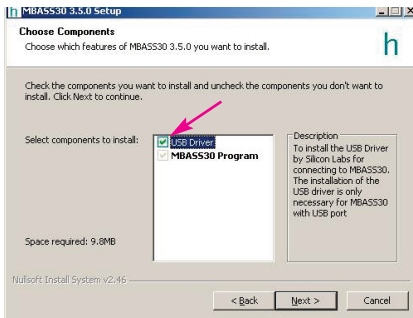 MBASS30 3.5.0 Setup
Choose Components
Choose which features of MBASS30 3.5.0 you want to install.
h
Check the components you want to install and uncheck the components you don't want to
install. Click Next to continue.
Select components to install:
USB Driver
MBASS30 Program
Description
To install the USB Driver
by Silicon Labs for
connecting to MBASS30.
The installation of the
USB driver is only
necessary for MBASS30
with USB port
Space required: 9.8MB
Nullsoft Install System v2.46
< Back
Next >
Cancel